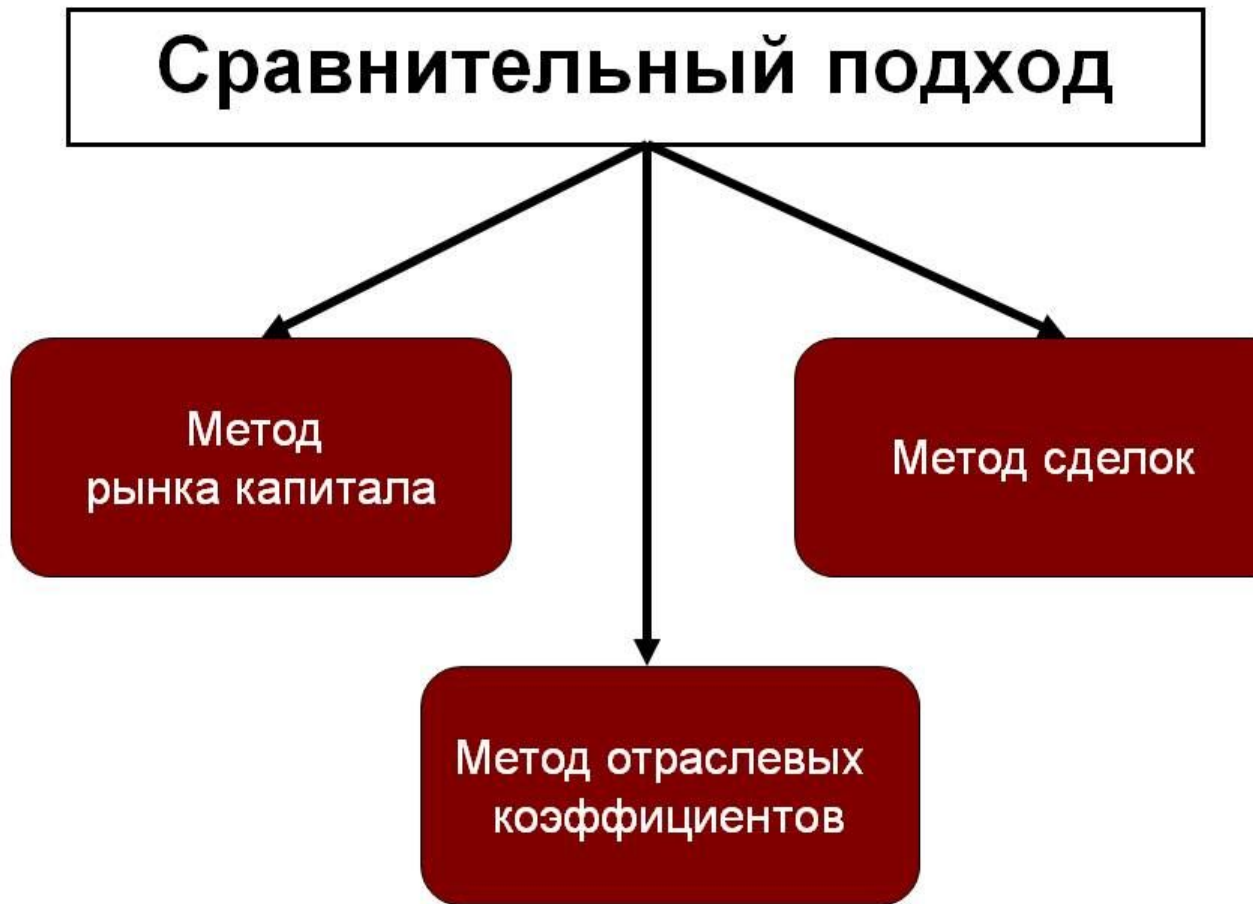 Сравнительный подход
Метод
рынка капитала
Метод сделок
Метод отраслевых
коэффициентов